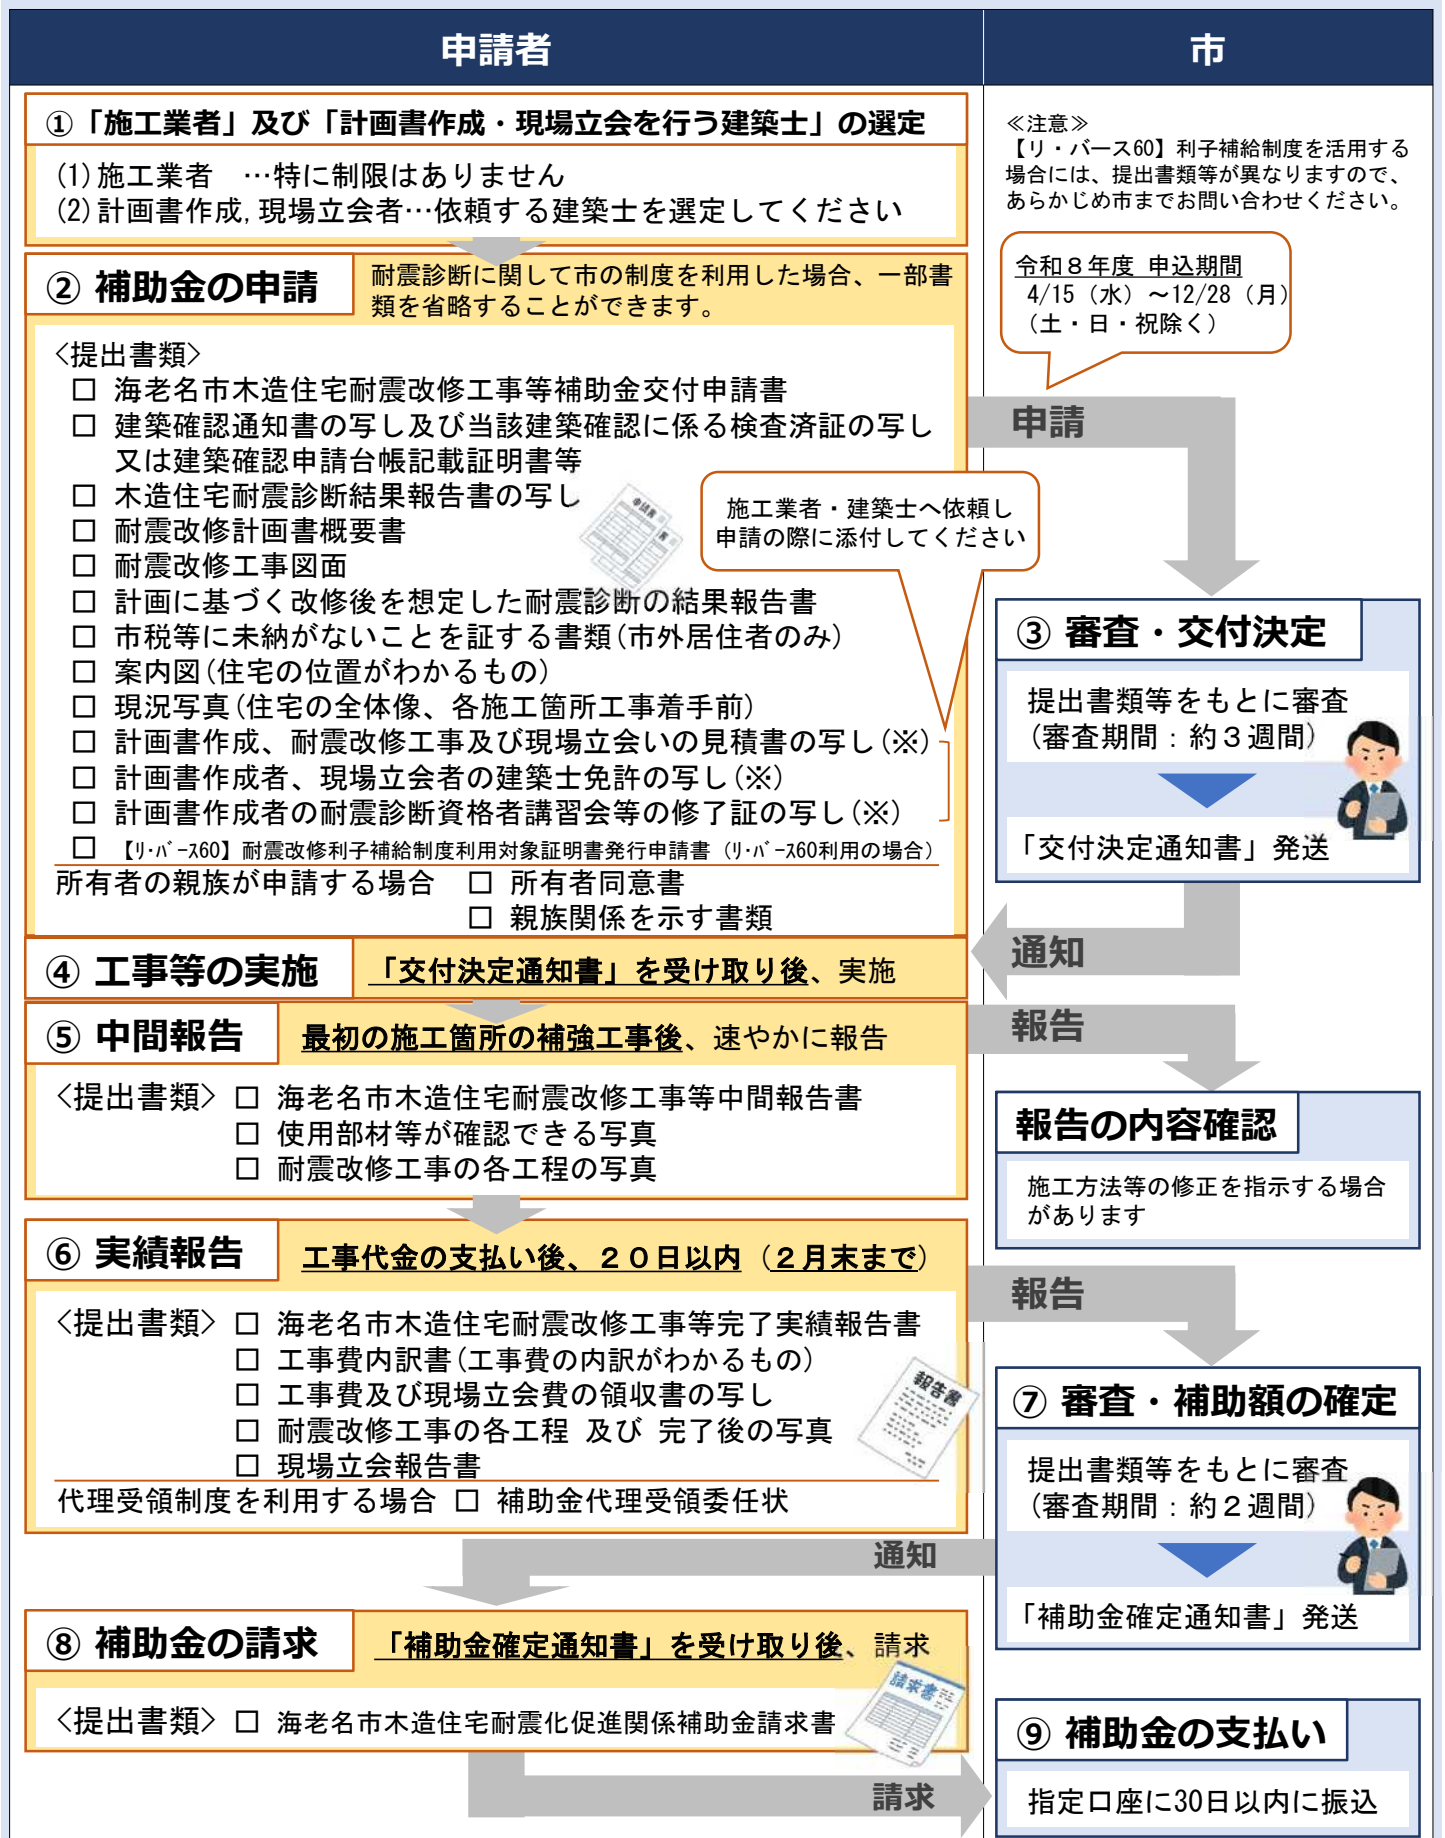 申請者
市
①「施工業者」及び「計画書作成・現場立会を行う建築士」の選定
(1)施工業者　…特に制限はありません
(2)計画書作成,現場立会者…依頼する建築士を選定してください
≪注意≫
【リ・バース60】利子補給制度を活用する
場合には、提出書類等が異なりますので、
あらかじめ市までお問い合わせください。
令和８年度 申込期間
4/15（水）～12/28（月）
（土・日・祝除く）
② 補助金の申請
耐震診断に関して市の制度を利用した場合、一部書
類を省略することができます。
<提出書類>
□ 海老名市木造住宅耐震改修工事等補助金交付申請書
□ 建築確認通知書の写し及び当該建築確認に係る検査済証の写し
又は建築確認申請台帳記載証明書等
□ 木造住宅耐震診断結果報告書の写し
□ 耐震改修計画書概要書
□ 耐震改修工事図面
□ 計画に基づく改修後を想定した耐震診断の結果報告書
□ 市税等に未納がないことを証する書類(市外居住者のみ)
□ 案内図(住宅の位置がわかるもの)
□ 現況写真(住宅の全体像、各施工箇所工事着手前)
□ 計画書作成、耐震改修工事及び現場立会いの見積書の写し(※)
□ 計画書作成者、現場立会者の建築士免許の写し(※)
□ 計画書作成者の耐震診断資格者講習会等の修了証の写し(※)
□ 【ﾘ･ﾊﾞｰｽ60】耐震改修利子補給制度利用対象証明書発行申請書（ﾘ･ﾊﾞｰｽ60利用の場合）
所有者の親族が申請する場合 □ 所有者同意書
□ 親族関係を示す書類
申請書
施工業者・建築士へ依頼し
申請の際に添付してください
申請
③ 審査・交付決定
提出書類等をもとに審査
(審査期間：約３週間)
「交付決定通知書」発送
通知
④ 工事等の実施
「交付決定通知書」を受け取り後、実施
⑤ 中間報告
最初の施工箇所の補強工事後、速やかに報告
<提出書類> □ 海老名市木造住宅耐震改修工事等中間報告書
□ 使用部材等が確認できる写真
□ 耐震改修工事の各工程の写真
報告
報告の内容確認
施工方法等の修正を指示する場合
があります
⑥ 実績報告
工事代金の支払い後、２０日以内（２月末まで）
<提出書類> □ 海老名市木造住宅耐震改修工事等完了実績報告書
□ 工事費内訳書(工事費の内訳がわかるもの)
□ 工事費及び現場立会費の領収書の写し
□ 耐震改修工事の各工程 及び 完了後の写真
□ 現場立会報告書
代理受領制度を利用する場合 □ 補助金代理受領委任状
報告書
報告
⑦ 審査・補助額の確定
提出書類等をもとに審査
(審査期間：約２週間)
「補助金確定通知書」発送
通知
⑧ 補助金の請求
「補助金確定通知書」を受け取り後、請求
<提出書類> □ 海老名市木造住宅耐震化促進関係補助金請求書
請求書
請求
⑨ 補助金の支払い
指定口座に30日以内に振込